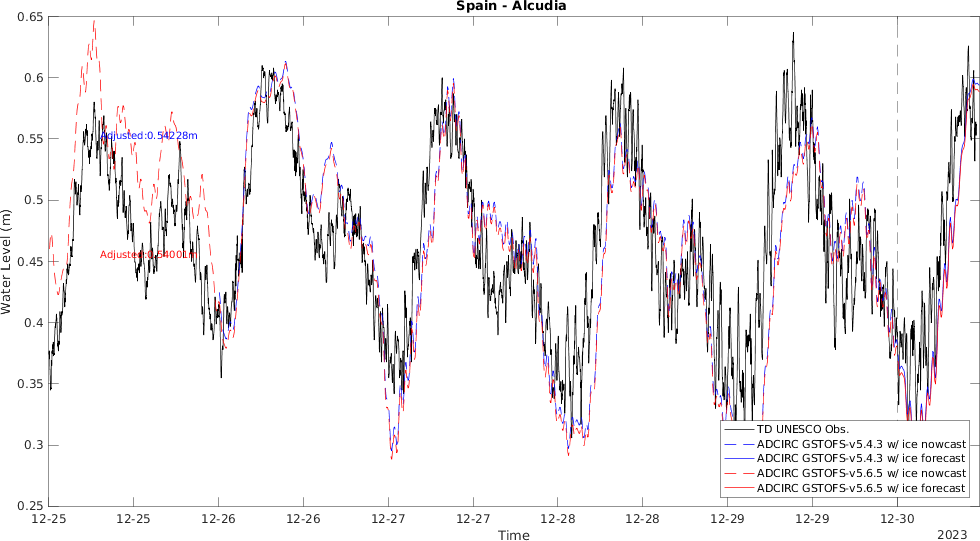 Spain - Alcudia
Water Level (m)
0.65
0.6
0.55
0.5
0.45
0.4
0.35
0.3
0.25
Adjusted:0.54228m
Adjusted:0.54001m
TD UNESCO Obs.
ADCIRC GSTOFS-v5.4.3 w/ ice nowcast
ADCIRC GSTOFS-v5.4.3 w/ ice forecast
ADCIRC GSTOFS-v5.6.5 w/ ice nowcast
ADCIRC GSTOFS-v5.6.5 w/ ice forecast
12-25 12-25 12-26 12-26 12-27 12-27 12-28 12-28 12-29 12-29 12-30
Time
2023